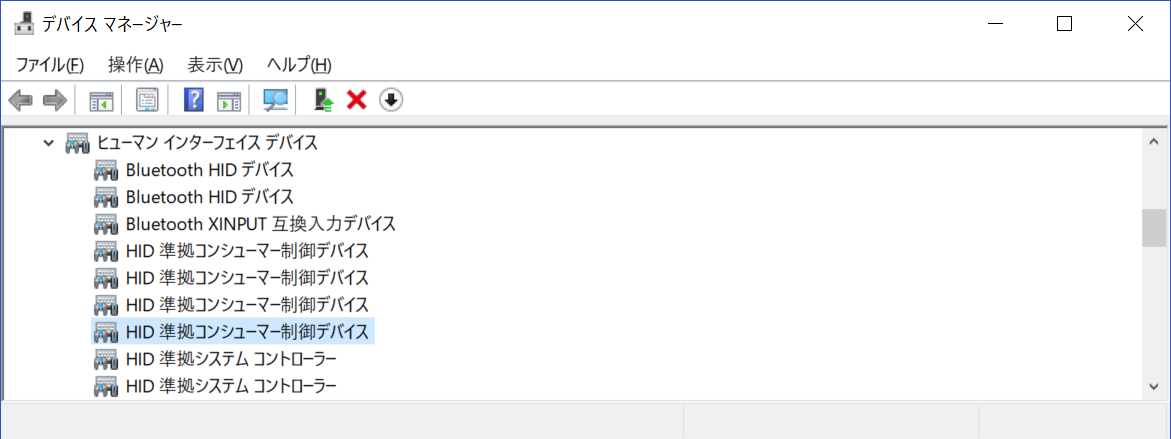 デバイス マネージャー
ファイル(F) 操作(A) 表示(V) ヘルプ(H)
ヒューマン インターフェイス デバイス
Bluetooth HID デバイス
Bluetooth HID デバイス
Bluetooth XINPUT 互換入力デバイス
HID 準拠コンシューマー制御デバイス
HID 準拠コンシューマー制御デバイス
HID 準拠コンシューマー制御デバイス
HID 準拠コンシューマー制御デバイス
HID 準拠システム コントローラー
HID 準拠システム コントローラー